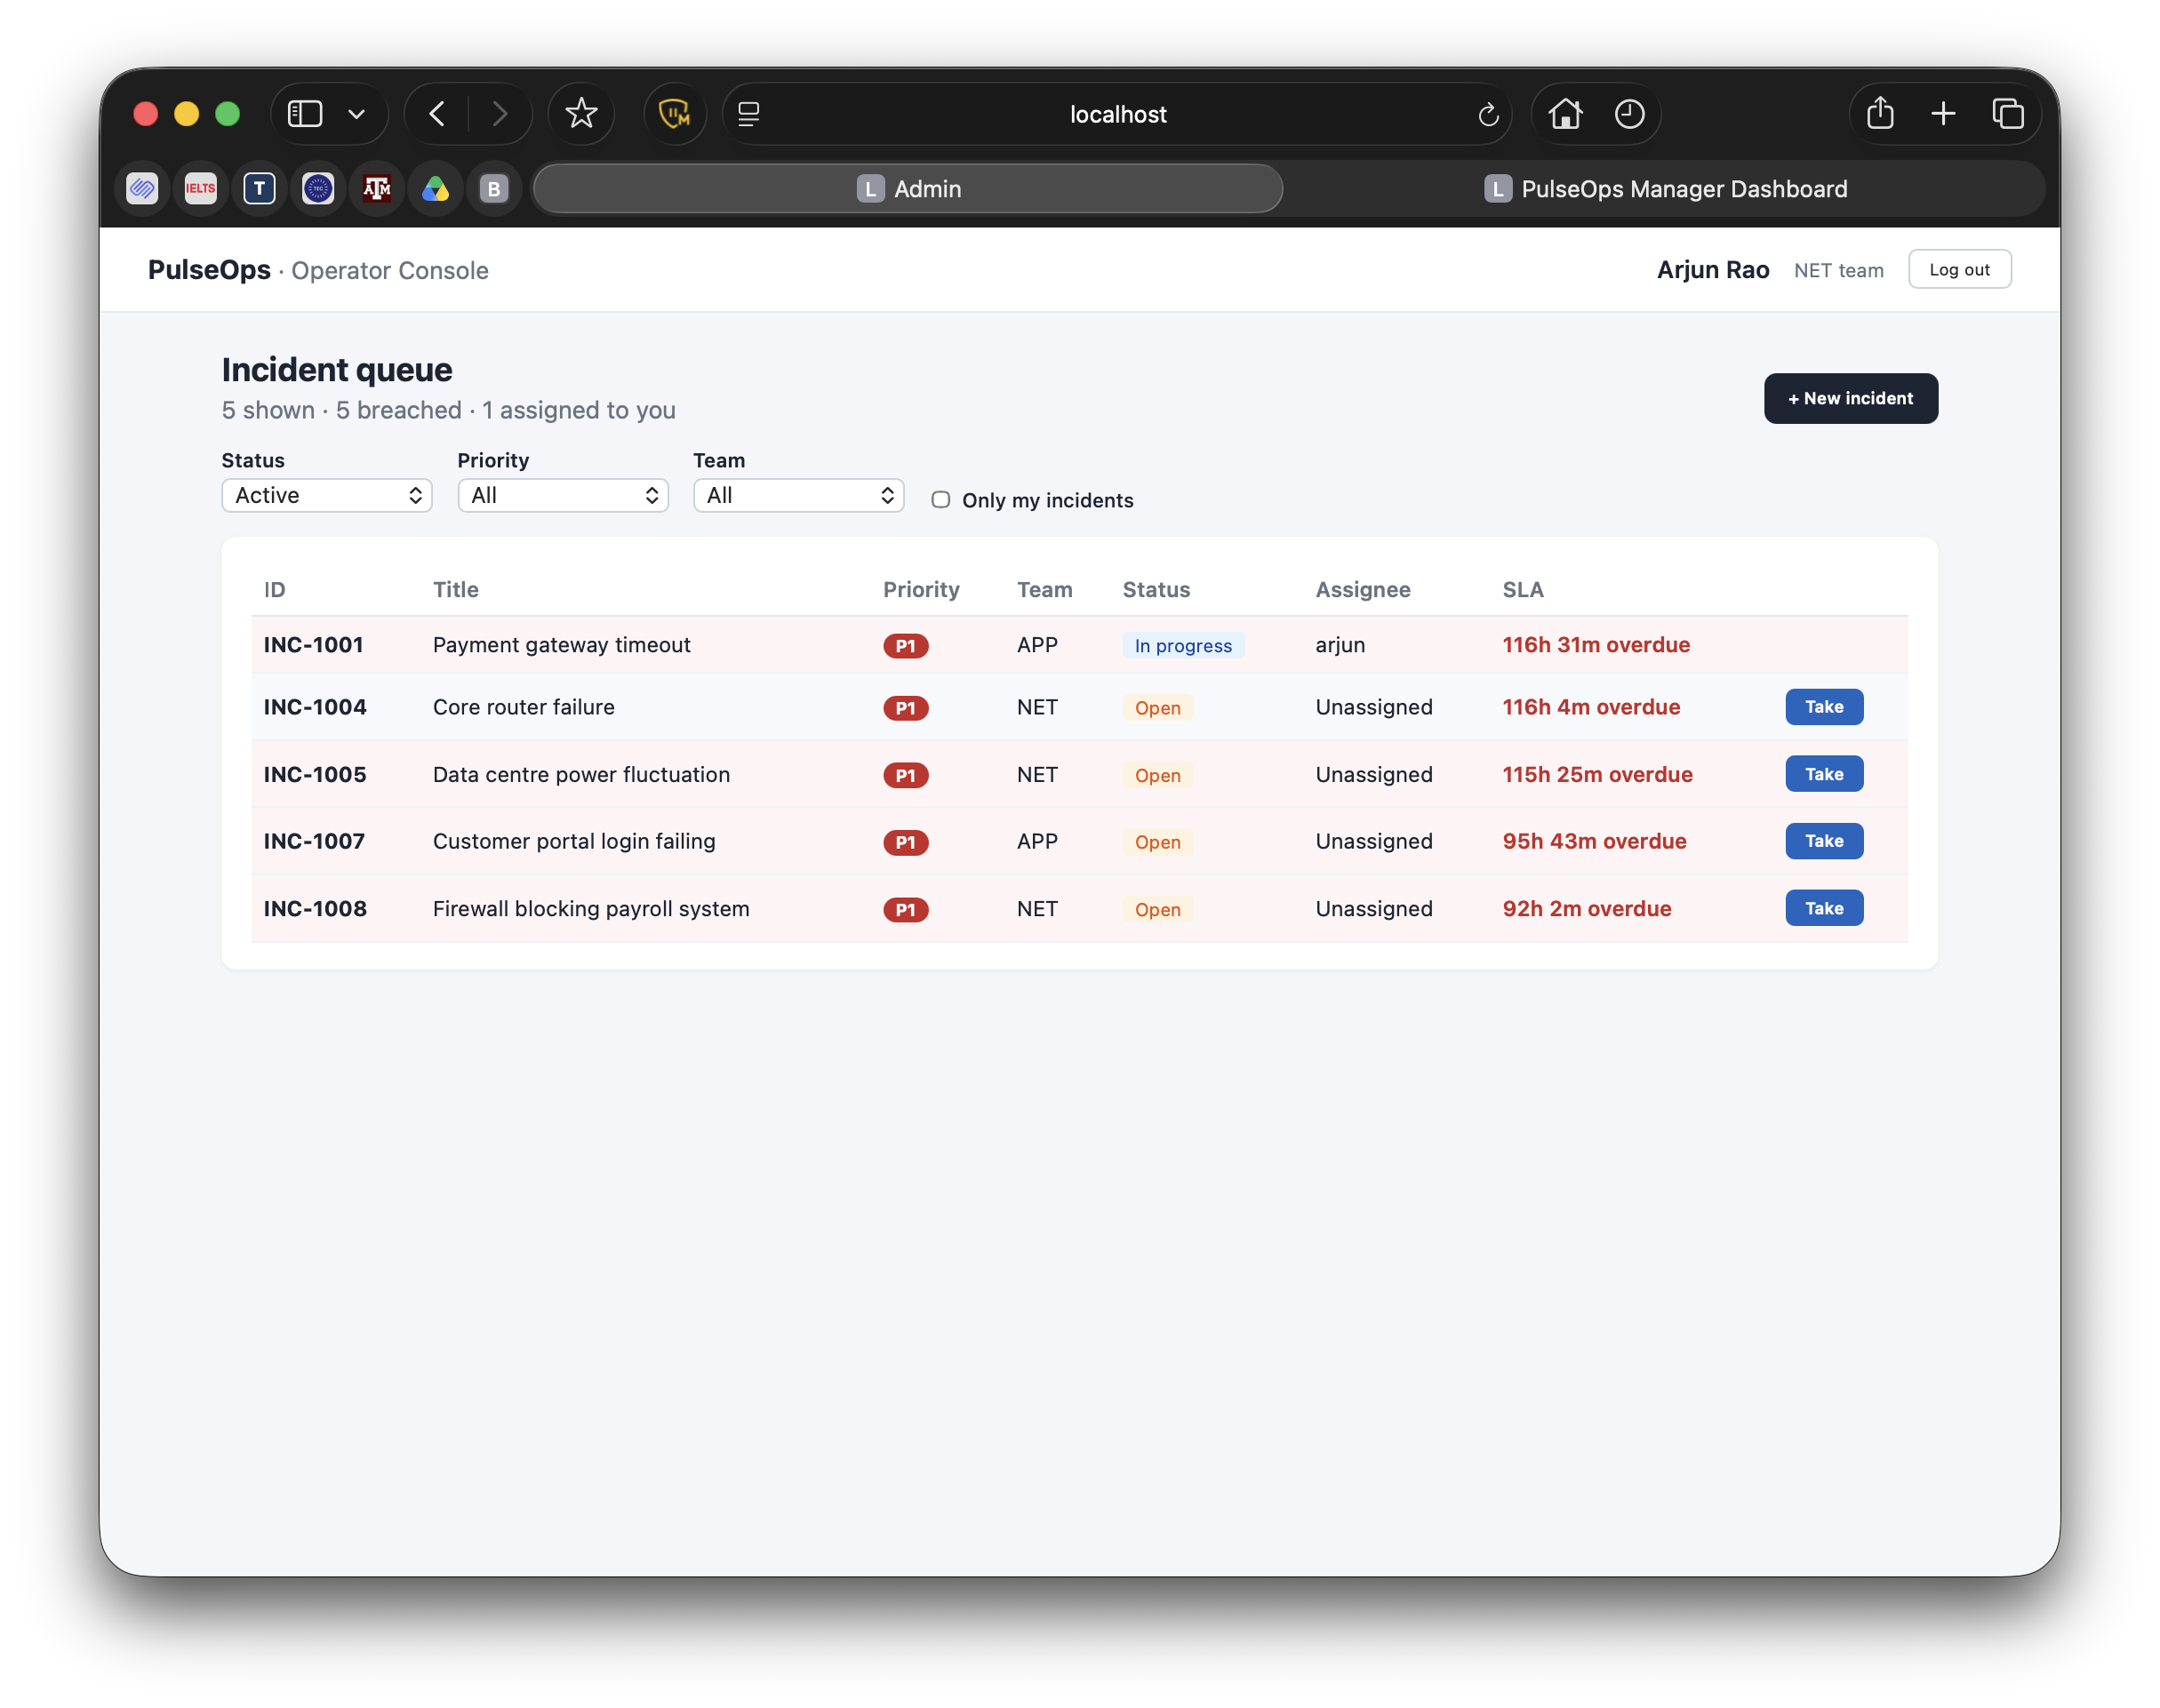 localhost
IELTS T TEC ATM B L Admin L PulseOps Manager Dashboard
PulseOps · Operator Console Arjun Rao NET team Log out
Incident queue
5 shown · 5 breached · 1 assigned to you
+ New incident
Status Priority Team
Active All All Only my incidents
ID Title Priority Team Status Assignee SLA
INC-1001 Payment gateway timeout P1 APP In progress arjun 116h 31m overdue
INC-1004 Core router failure P1 NET Open Unassigned 116h 4m overdue Take
INC-1005 Data centre power fluctuation P1 NET Open Unassigned 115h 25m overdue Take
INC-1007 Customer portal login failing P1 APP Open Unassigned 95h 43m overdue Take
INC-1008 Firewall blocking payroll system P1 NET Open Unassigned 92h 2m overdue Take